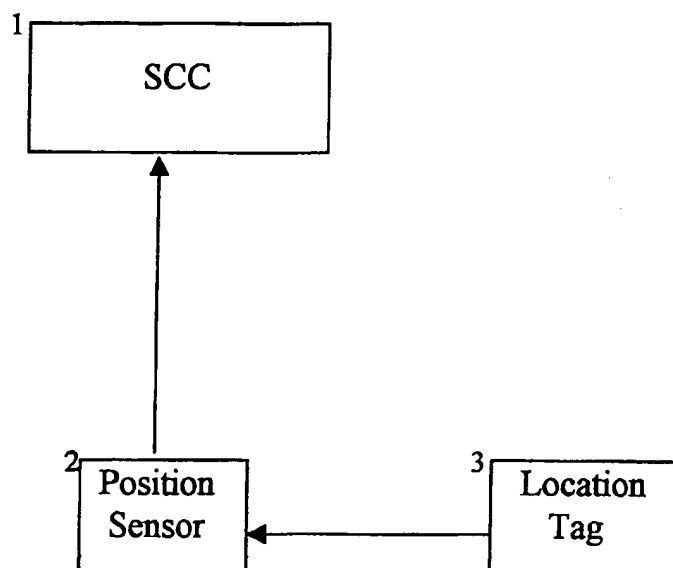 1
SCC
2
Position
Sensor
3
Location
Tag